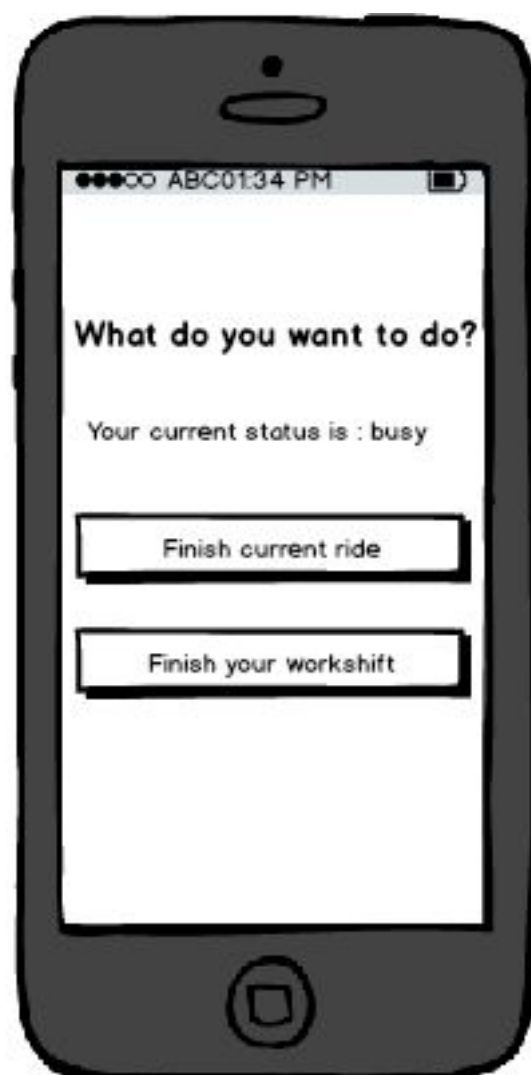 ABC01:34 PM
What do you want to do?
Your current status is : busy
Finish current ride
Finish your workshift